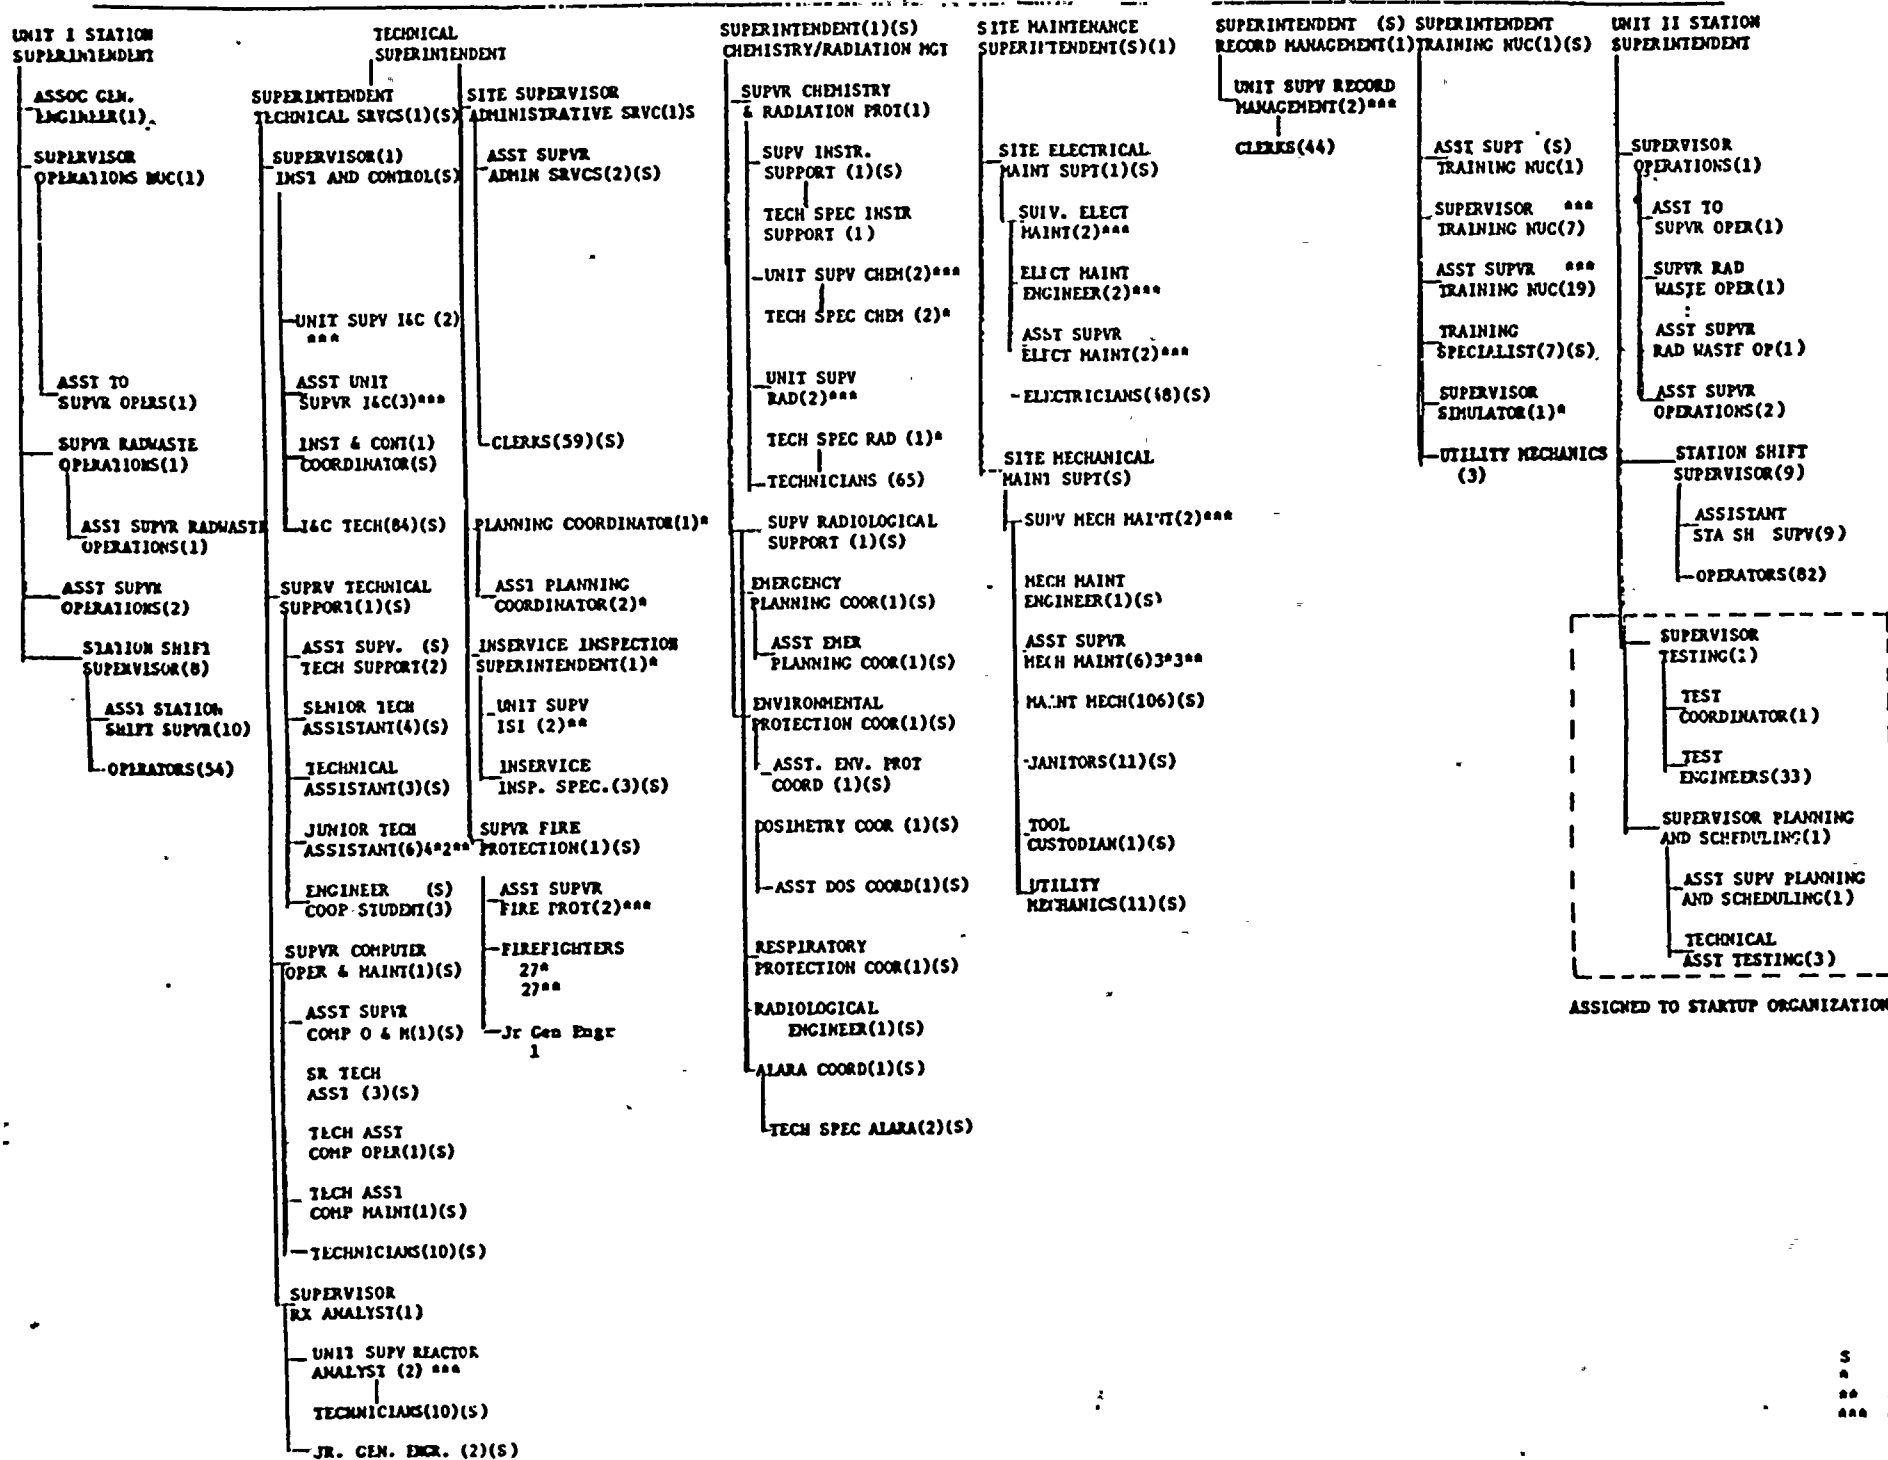 UNIT I STATION
SUPERINTENDENT
ASSOC GEN.
ENGINEER(1)
SUPERVISOR
OPERATIONS NUC(1)
ASST TO
SUPVR OPERS(1)
SUPVR RADWASTE
OPERATIONS(1)
ASST SUPVR RADWASTE
OPERATIONS(1)
ASST SUPVR
OPERATIONS(2)
STATION SHIFT
SUPERVISOR(8)
ASST STATION
SHIFT SUPVR(10)
OPERATORS(54)
TECHNICAL
SUPERINTENDENT
SUPERINTENDENT
TECHNICAL SRVCS(1)(S)
SUPERVISOR(1)
INST AND CONTROL(S)
UNIT SUPV I&C (2)
***
ASST UNIT
SUPVR I&C(3)***
INST & CONT(1)
COORDINATOR(S)
I&C TECH(84)(S)
SUPRV TECHNICAL
SUPPORT(1)(S)
ASST SUPV. (S)
TECH SUPPORT(2)
SENIOR TECH
ASSISTANT(4)(S)
TECHNICAL
ASSISTANT(3)(S)
JUNIOR TECH
ASSISTANT(6)4*2**
ENGINEER (S)
COOP STUDENT(3)
SUPVR COMPUTER
OPER & MAINT(1)(S)
ASST SUPVR
COMP O & M(1)(S)
SR TECH
ASST (3)(S)
TECH ASST
COMP OPER(1)(S)
TECH ASST
COMP MAINT(1)(S)
TECHNICIANS(10)(S)
SUPERVISOR
RX ANALYST(1)
UNIT SUPV REACTOR
ANALYST (2) ***
TECHNICIANS(10)(S)
JR. GEN. ENGR. (2)(S)
SITE SUPERVISOR
ADMINISTRATIVE SRVC(1)S
ASST SUPVR
ADMIN SRVCS(2)(S)
CLERKS(59)(S)
PLANNING COORDINATOR(1)*
ASST PLANNING
COORDINATOR(2)*
INSERVICE INSPECTION
SUPERINTENDENT(1)*
UNIT SUPV
ISI (2)**
INSERVICE
INSP. SPEC.(3)(S)
SUPVR FIRE
PROTECTION(1)(S)
ASST SUPVR
FIRE PROT(2)***
FIREFIGHTERS
27*
27**
Jr Gen Engr
1
SUPERINTENDENT(1)(S)
CHEMISTRY/RADIATION MGT
SUPVR CHEMISTRY
& RADIATION PROT(1)
SUPV INSTR.
SUPPORT (1)(S)
TECH SPEC INSTR
SUPPORT (1)
UNIT SUPV CHEM(2)***
TECH SPEC CHEM (2)*
UNIT SUPV
RAD(2)***
TECH SPEC RAD (1)*
TECHNICIANS (65)
SUPV RADIOLOGICAL
SUPPORT (1)(S)
EMERGENCY
PLANNING COOR(1)(S)
ASST EMER
PLANNING COOR(1)(S)
ENVIRONMENTAL
PROTECTION COOR(1)(S)
ASST. ENV. PROT
COORD (1)(S)
DOSIMETRY COOR (1)(S)
ASST DOS COORD(1)(S)
RESPIRATORY
PROTECTION COOR(1)(S)
RADIOLOGICAL
ENGINEER(1)(S)
ALARA COORD(1)(S)
TECH SPEC ALARA(2)(S)
SITE MAINTENANCE
SUPERINTENDENT(S)(1)
SITE ELECTRICAL
MAINT SUPT(1)(S)
SUPV. ELECT
MAINT(2)***
ELECT MAINT
ENGINEER(2)***
ASST SUPVR
ELECT MAINT(2)***
ELECTRICIANS(48)(S)
SITE MECHANICAL
MAINT SUPT(S)
SUPV MECH MAINT(2)***
MECH MAINT
ENGINEER(1)(S)
ASST SUPVR
MECH MAINT(6)3*3**
MAINT MECH(106)(S)
JANITORS(11)(S)
TOOL
CUSTODIAN(1)(S)
UTILITY
MECHANICS(11)(S)
SUPERINTENDENT (S)
RECORD MANAGEMENT(1)
UNIT SUPV RECORD
MANAGEMENT(2)***
CLERKS(44)
SUPERINTENDENT
TRAINING NUC(1)(S)
ASST SUPT (S)
TRAINING NUC(1)
SUPERVISOR ***
TRAINING NUC(7)
ASST SUPVR ***
TRAINING NUC(19)
TRAINING
SPECIALIST(7)(S)
SUPERVISOR
SIMULATOR(1)*
UTILITY MECHANICS
(3)
UNIT II STATION
SUPERINTENDENT
SUPERVISOR
OPERATIONS(1)
ASST TO
SUPVR OPER(1)
SUPVR RAD
WASTE OPER(1)
ASST SUPVR
RAD WASTE OP(1)
ASST SUPVR
OPERATIONS(2)
STATION SHIFT
SUPERVISOR(9)
ASSISTANT
STA SH SUPV(9)
OPERATORS(82)
SUPERVISOR
TESTING(1)
TEST
COORDINATOR(1)
TEST
ENGINEERS(33)
SUPERVISOR PLANNING
AND SCHEDULING(1)
ASST SUPV PLANNING
AND SCHEDULING(1)
TECHNICAL
ASST TESTING(3)
ASSIGNED TO STARTUP ORGANIZATION
S
*
**
***